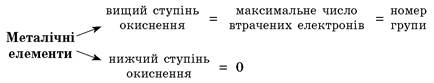 вищий ступінь окиснення = максимальне число втрачених електронів = номер групи
Металічні елементи
нижчий ступінь окиснення = 0